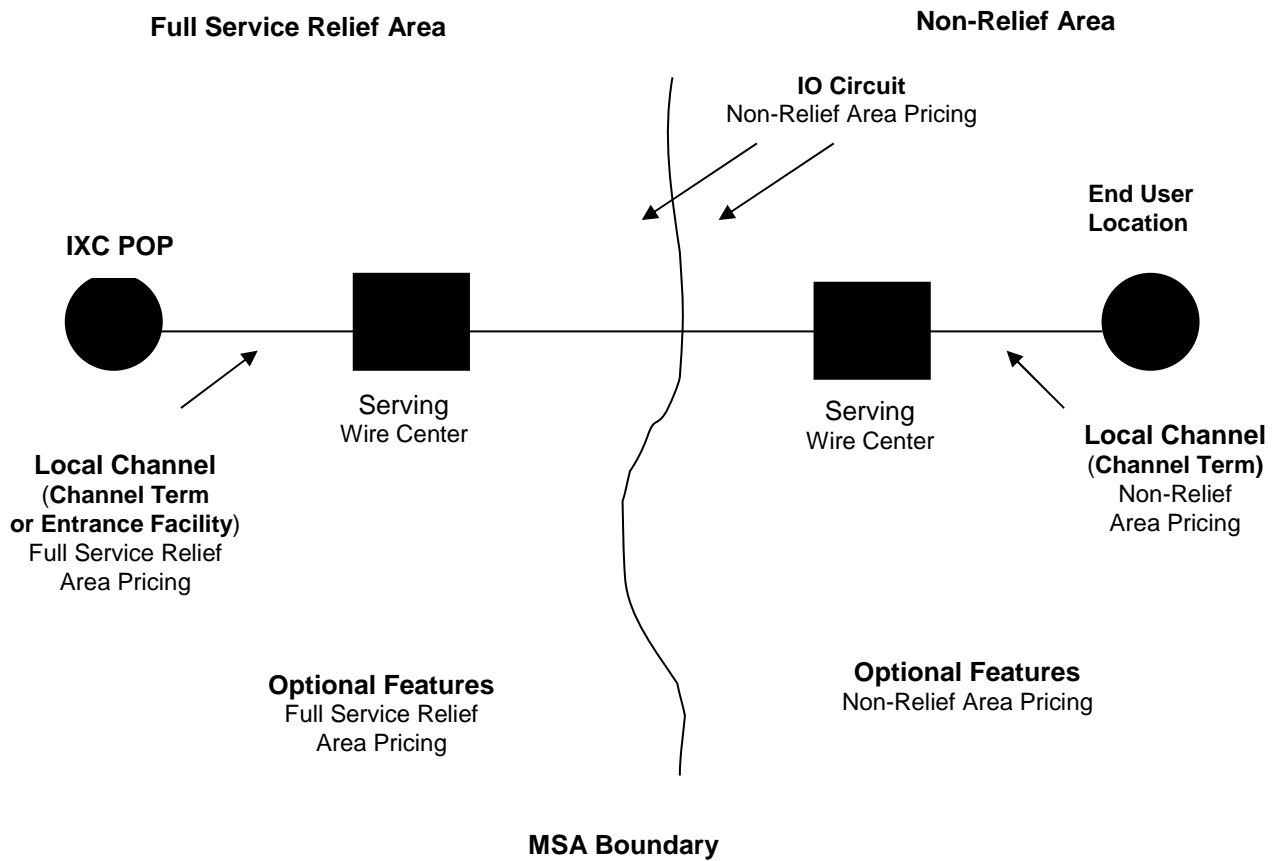 Full Service Relief Area
Non-Relief Area
IO Circuit
Non-Relief Area Pricing
End User
Location
IXC POP
Serving
Wire Center
Serving
Wire Center
Local Channel
(Channel Term
or Entrance Facility)
Full Service Relief
Area Pricing
Local Channel
(Channel Term)
Non-Relief
Area Pricing
Optional Features
Full Service Relief
Area Pricing
Optional Features
Non-Relief Area Pricing
MSA Boundary